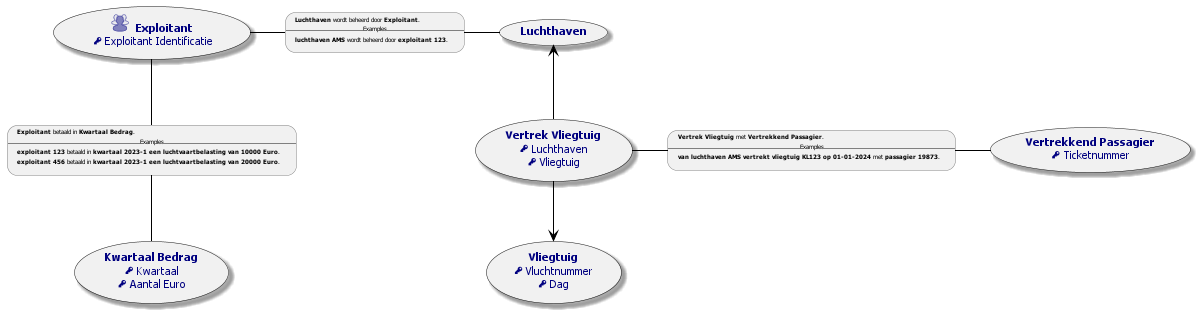 Exploitant
Exploitant Identificatie
Luchthaven wordt beheerd door Exploitant.
Examples
luchthaven AMS wordt beheerd door exploitant 123.
Luchthaven
Exploitant betaald in Kwartaal Bedrag.
Examples
exploitant 123 betaald in kwartaal 2023-1 een luchtvaartbelasting van 10000 Euro.
exploitant 456 betaald in kwartaal 2023-1 een luchtvaartbelasting van 20000 Euro.
Vertrek Vliegtuig
Luchthaven
Vliegtuig
Vertrek Vliegtuig met Vertrekkend Passagier.
Examples
van luchthaven AMS vertrekt vliegtuig KL123 op 01-01-2024 met passagier 19873.
Vertrekkend Passagier
Ticketnummer
Kwartaal Bedrag
Kwartaal
Aantal Euro
Vliegtuig
Vluchtnummer
Dag